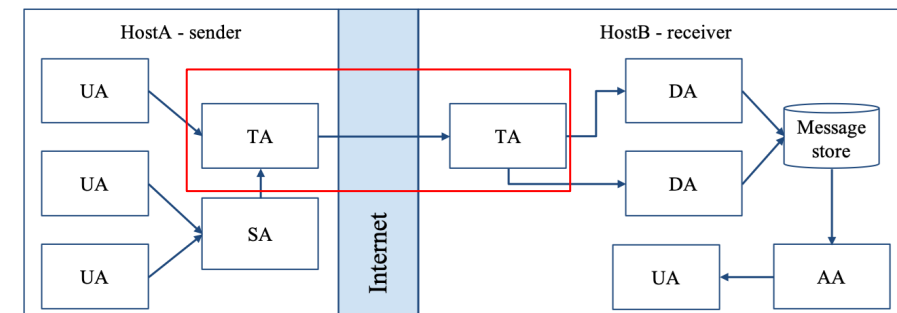 HostA - sender
HostB - receiver
UA
UA
UA
TA
SA
Internet
TA
DA
DA
Message
store
UA
AA